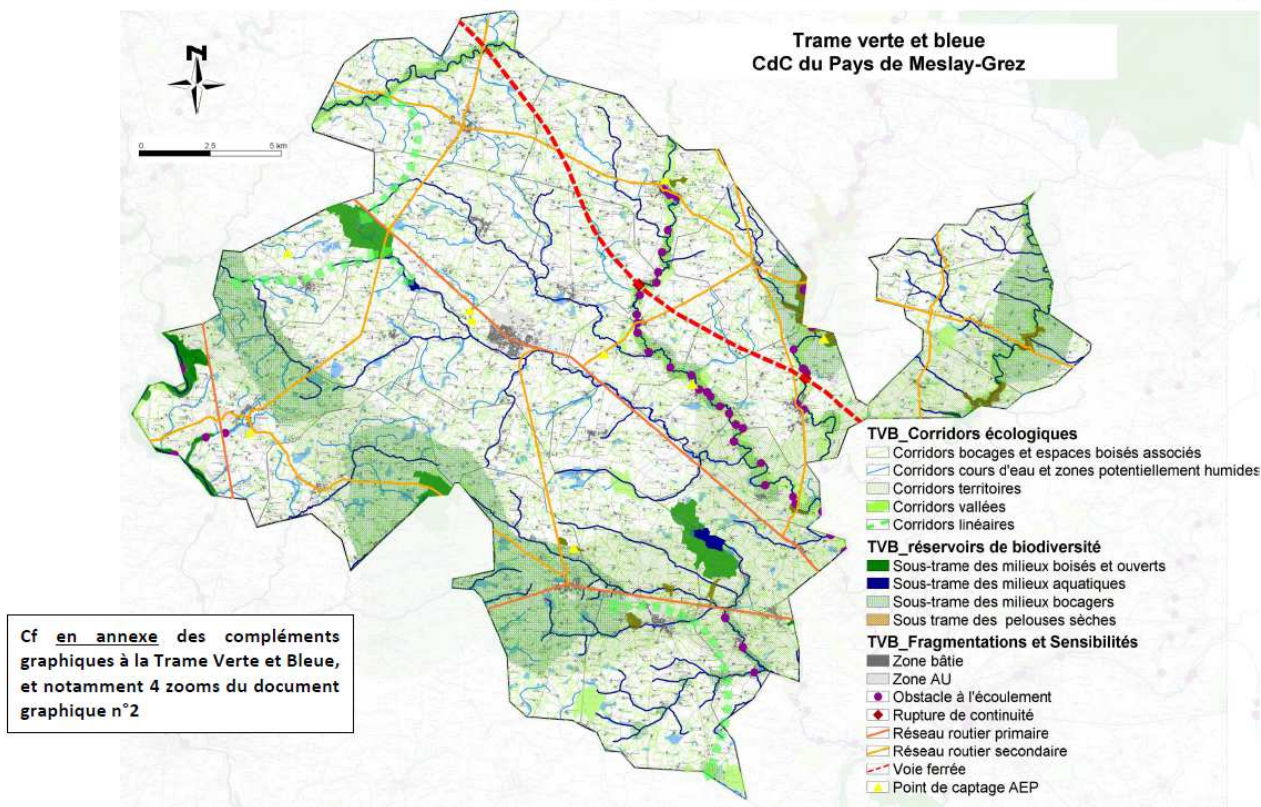 Trame verte et bleue
CdC du Pays de Meslay-Grez
N
0 2.5 5 km
TVB_Corridors écologiques
Corridors bocages et espaces boisés associés
Corridors cours d'eau et zones potentiellement humides
Corridors territoires
Corridors vallées
Corridors linéaires
TVB_réservoirs de biodiversité
Sous-trame des milieux boisés et ouverts
Sous-trame des milieux aquatiques
Sous-trame des milieux bocagers
Sous trame des pelouses sèches
TVB_Fragmentations et Sensibilités
Zone bâtie
Zone AU
Obstacle à l'écoulement
Rupture de continuité
Réseau routier primaire
Réseau routier secondaire
Voie ferrée
Point de captage AEP
Cf en annexe des compléments
graphiques à la Trame Verte et Bleue,
et notamment 4 zooms du document
graphique n°2